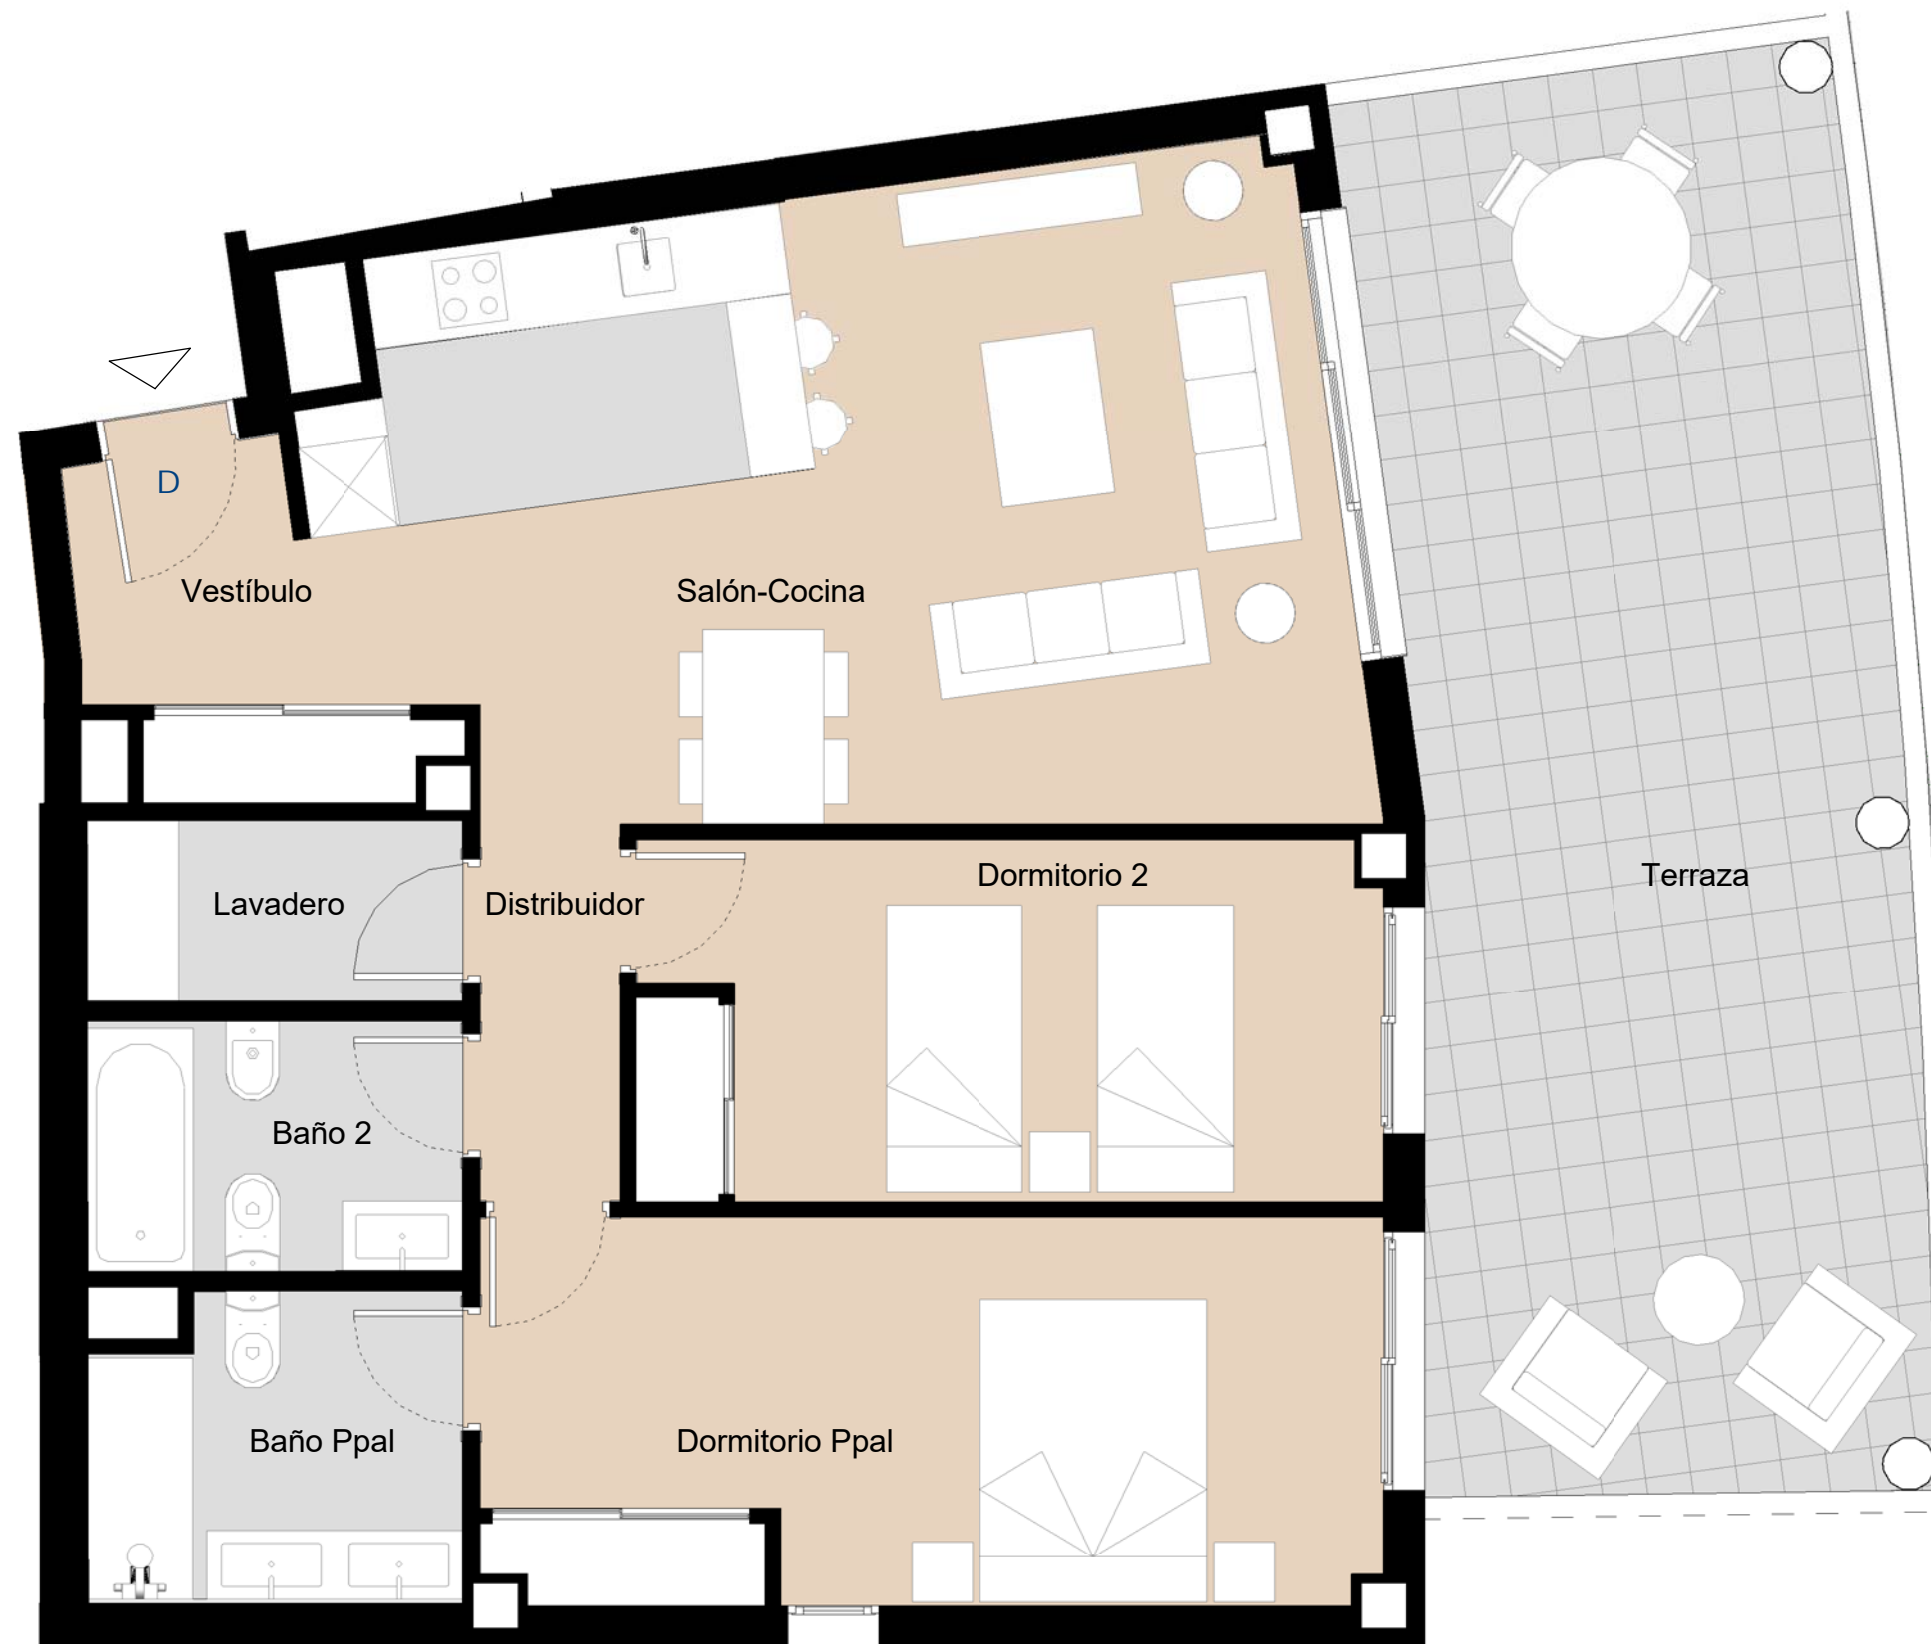 D
Vestíbulo
Salón-Cocina
Dormitorio 2
Terraza
Lavadero
Distribuidor
Baño 2
Baño Ppal
Dormitorio Ppal